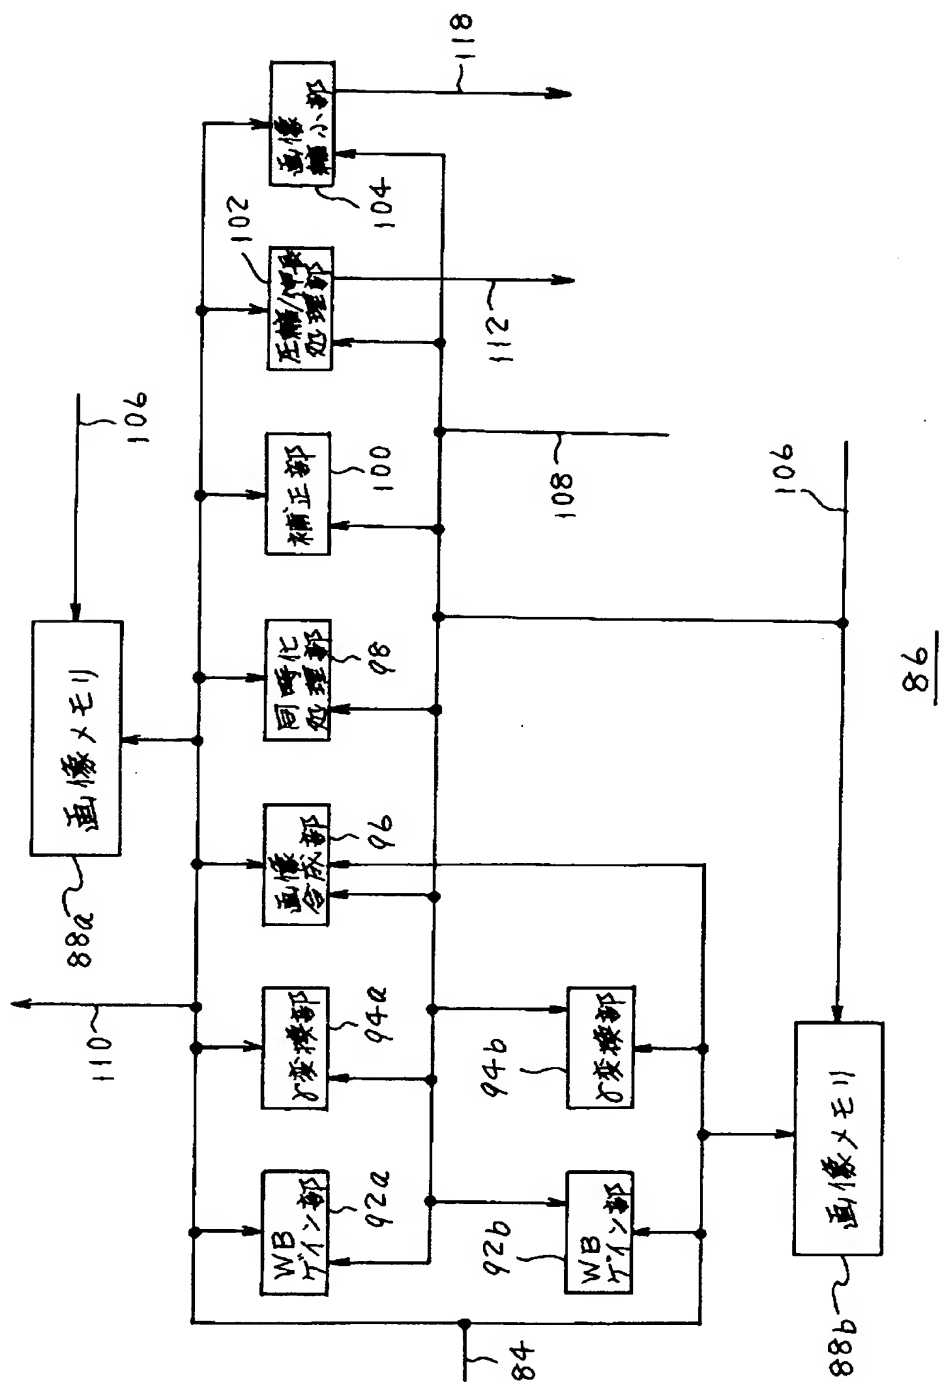 画像メモリ
88a
106
110
WB
ゲイン部
92a
γ変換部
94a
画像
合成部
96
同時化
処理部
98
補正部
100
圧縮/伸長
処理部
102
画像
縮小部
104
118
112
108
84
WB
ゲイン部
92b
γ変換部
94b
106
画像メモリ
88b
86